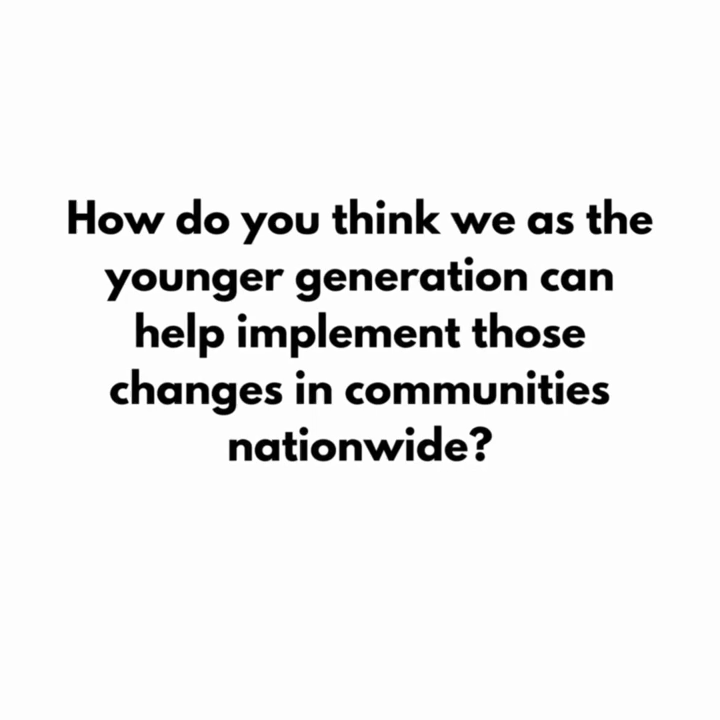 How do you think we as the
younger generation can
help implement those
changes in communities
nationwide?